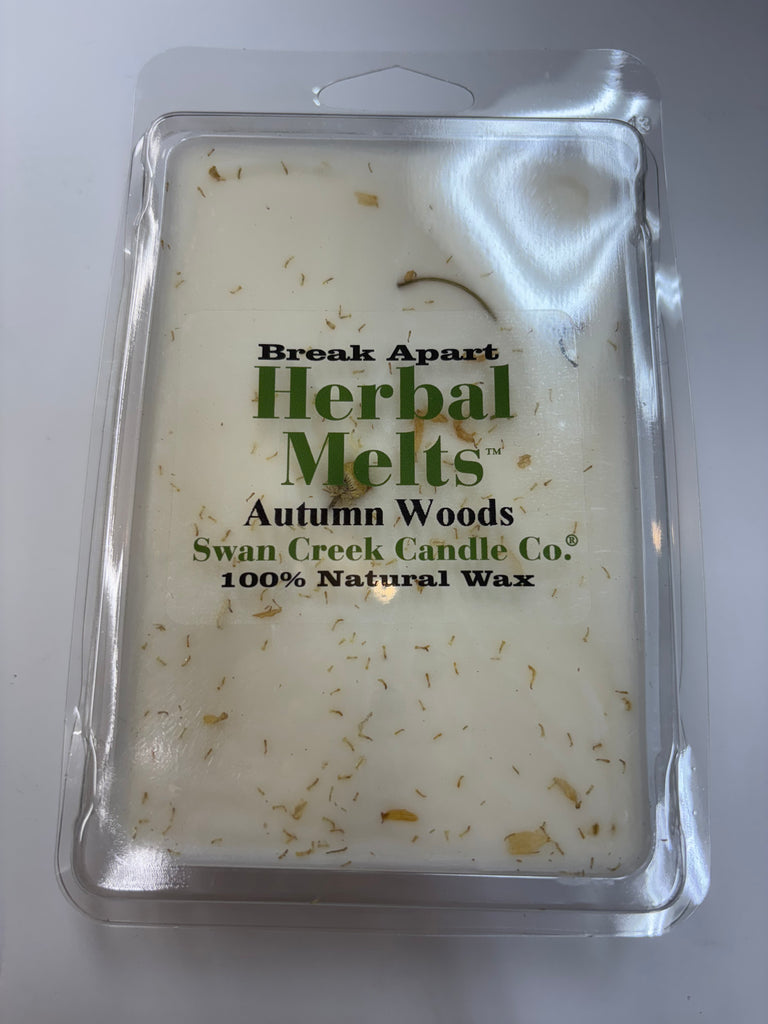 Break Apart
Herbal
Melts™
Autumn Woods
Swan Creek Candle Co.®
100% Natural Wax